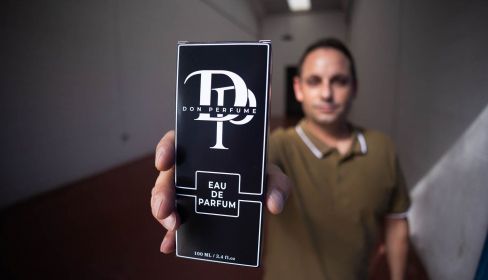 DP
DON PERFUME
EAU
DE
PARFUM
100 ML / 3.4 fl.oz